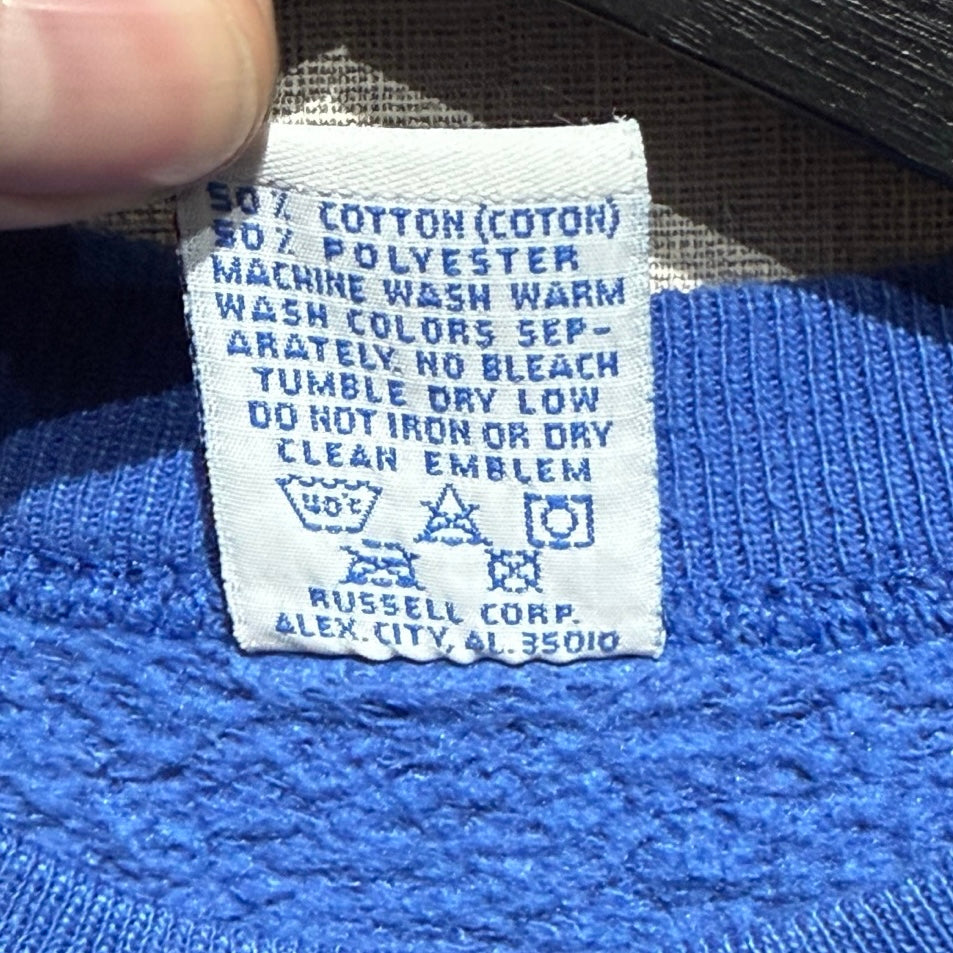 50% COTTON (COTON)
50% POLYESTER
MACHINE WASH WARM
WASH COLORS SEP-
ARATELY. NO BLEACH
TUMBLE DRY LOW
DO NOT IRON OR DRY
CLEAN EMBLEM
40°C
RUSSELL CORP.
ALEX. CITY, AL. 35010